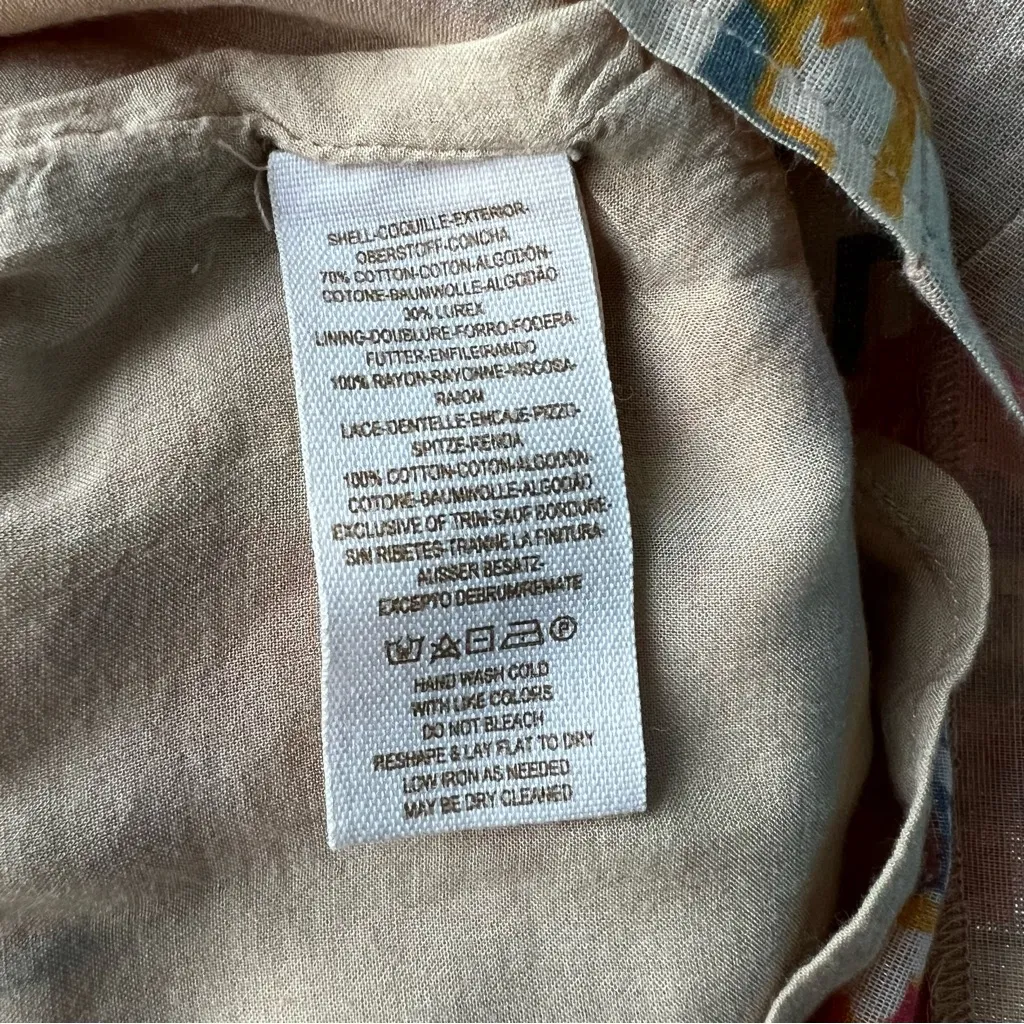 SHELL-COQUILLE-EXTERIOR-
OBERSTOFF-CONCHA
70% COTTON-COTON-ALGODÓN-
COTONE-BAUMWOLLE-ALGODÃO
30% LUREX
LINING-DOUBLURE-FORRO-FODERA-
FUTTER-ENFILEIRANDO
100% RAYON-RAYONNE-VISCOSA-
RAIOM
LACE-DENTELLE-ENCAJE-PIZZO-
SPITZE-RENDA
100% COTTON-COTON-ALGODÓN-
COTONE-BAUMWOLLE-ALGODÃO
EXCLUSIVE OF TRIN-SAUF BORDURE-
SIN RIBETES-TRANNE LA FINITURA-
AUSSER BESATZ-
EXCEPTO DEBRUM/REMATE
P
HAND WASH COLD
WITH LIKE COLORS
DO NOT BLEACH
RESHAPE & LAY FLAT TO DRY
LOW IRON AS NEEDED
MAY BE DRY CLEANED